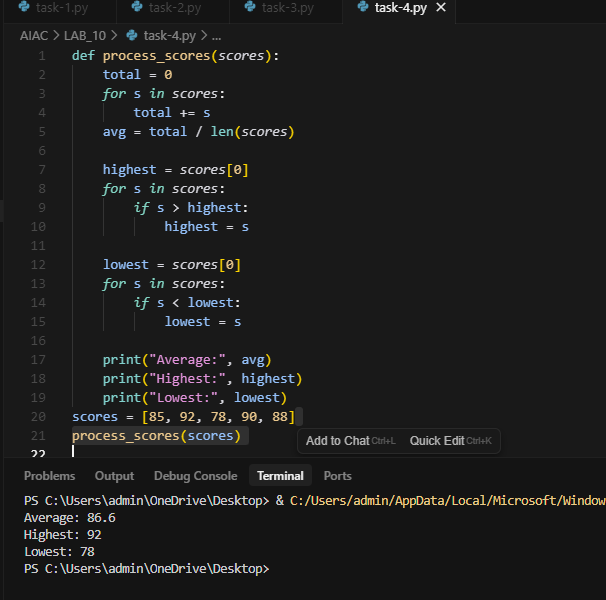 task-1.py task-2.py task-3.py task-4.py ✕
AIAC > LAB_10 > task-4.py > ...
1 def process_scores(scores):
2     total = 0
3     for s in scores:
4         total += s
5     avg = total / len(scores)
6
7     highest = scores[0]
8     for s in scores:
9         if s > highest:
10             highest = s
11
12     lowest = scores[0]
13     for s in scores:
14         if s < lowest:
15             lowest = s
16
17     print("Average:", avg)
18     print("Highest:", highest)
19     print("Lowest:", lowest)
20 scores = [85, 92, 78, 90, 88]
21 process_scores(scores)
Add to Chat Ctrl+L Quick Edit Ctrl+K
22
Problems Output Debug Console Terminal Ports
PS C:\Users\admin\OneDrive\Desktop> & C:/Users/admin/AppData/Local/Microsoft/Window
Average: 86.6
Highest: 92
Lowest: 78
PS C:\Users\admin\OneDrive\Desktop>